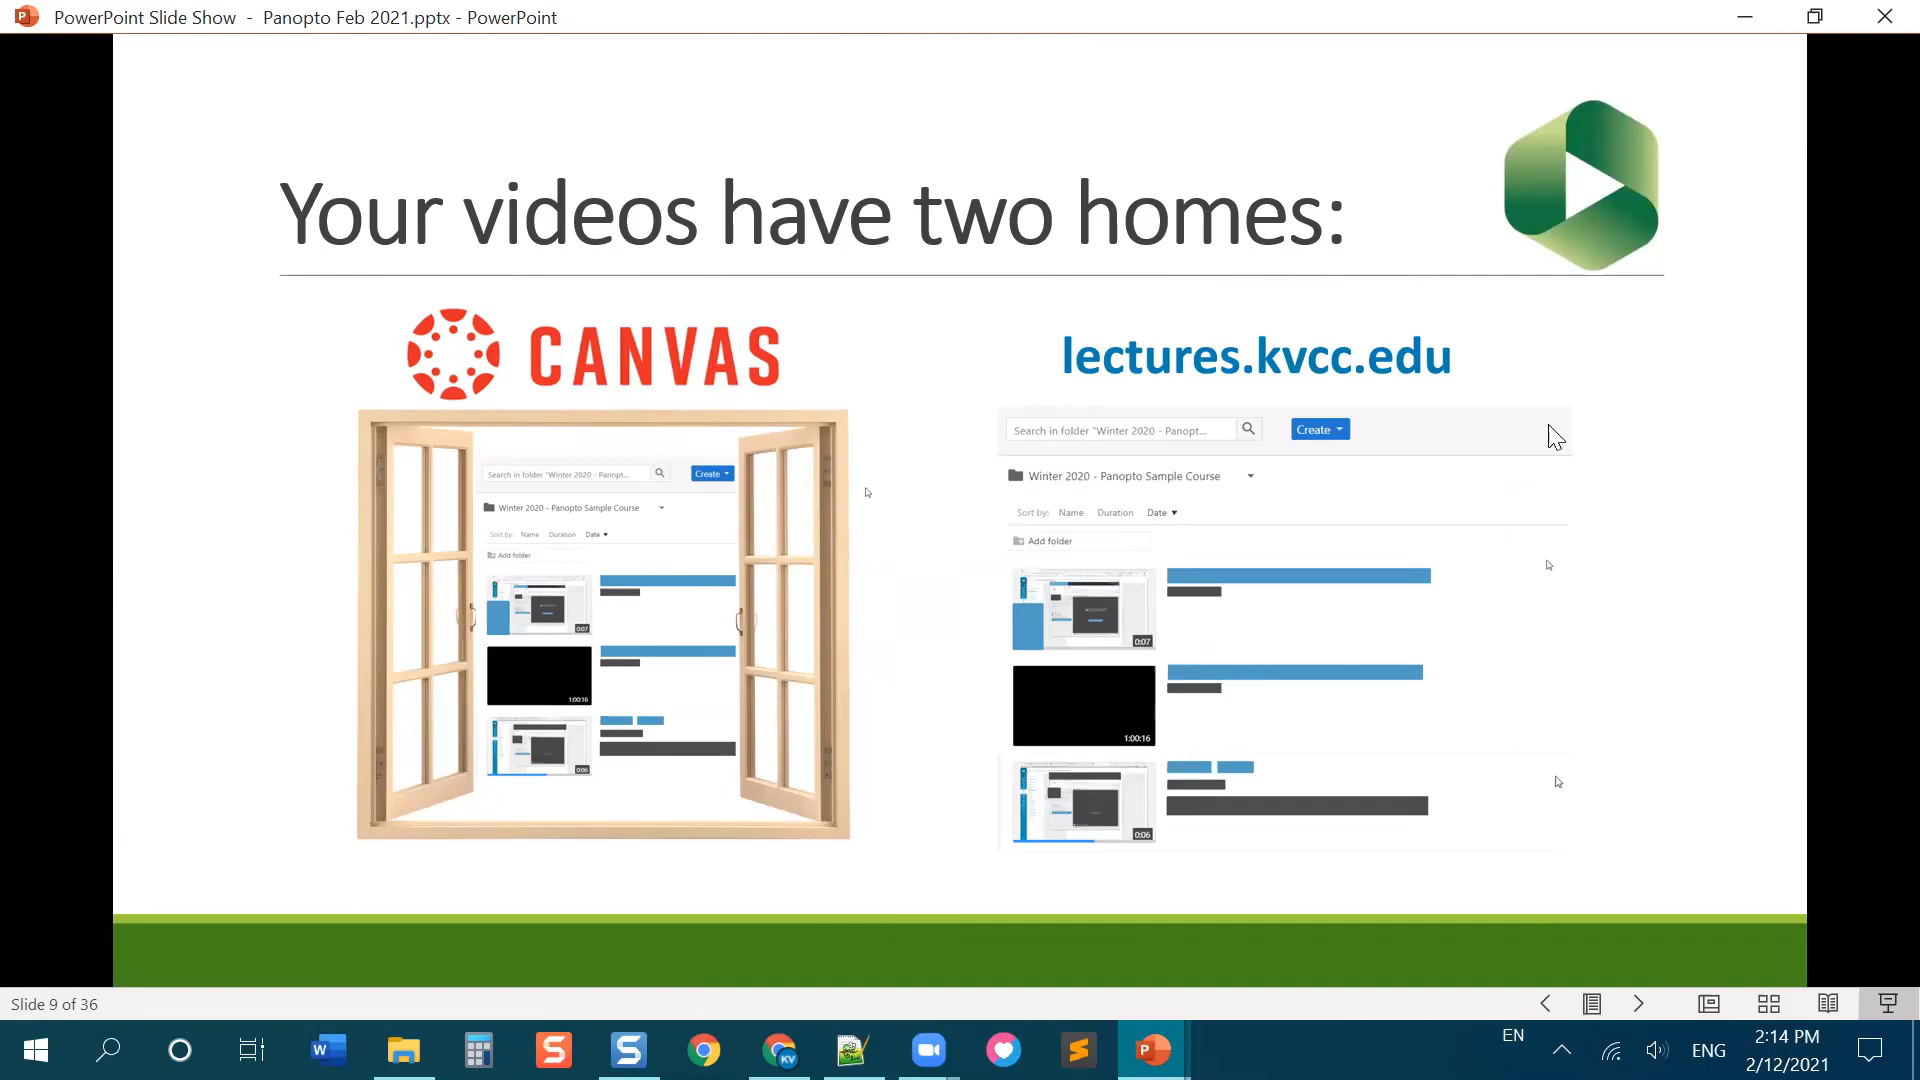 PowerPoint Slide Show - Panopto Feb 2021.pptx - PowerPoint
Your videos have two homes:
CANVAS
Search in folder "Winter 2020 - Panopt...
Create
Winter 2020 - Panopto Sample Course
Sort by: Name Duration Date
Add folder
0:07
1:00:16
0:06
lectures.kvcc.edu
Search in folder "Winter 2020 - Panopt...
Create
Winter 2020 - Panopto Sample Course
Sort by: Name Duration Date
Add folder
0:07
1:00:16
0:06
Slide 9 of 36
EN
ENG
2:14 PM
2/12/2021